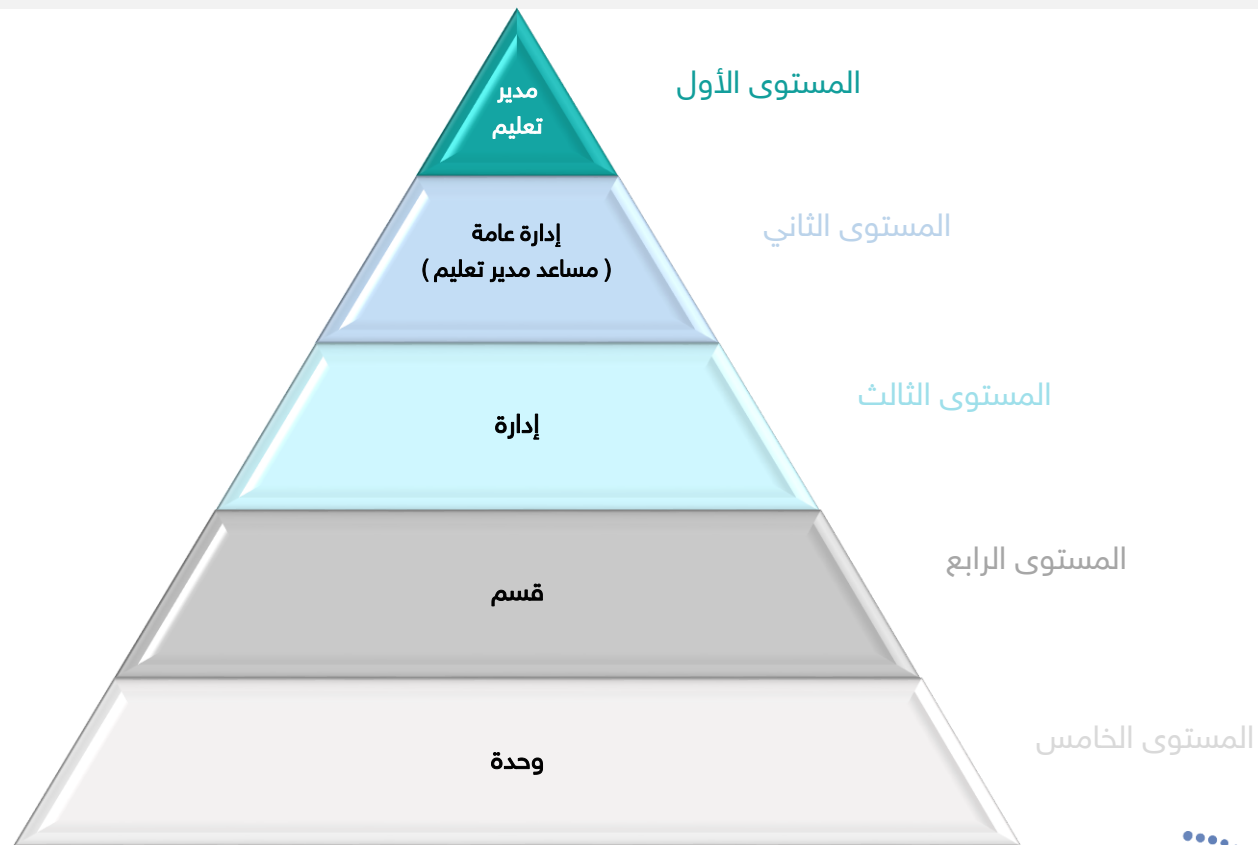 مدير
تعليم
المستوى الأول
إدارة عامة
( مساعد مدير تعليم )
المستوى الثاني
إدارة
المستوى الثالث
قسم
المستوى الرابع
وحدة
المستوى الخامس